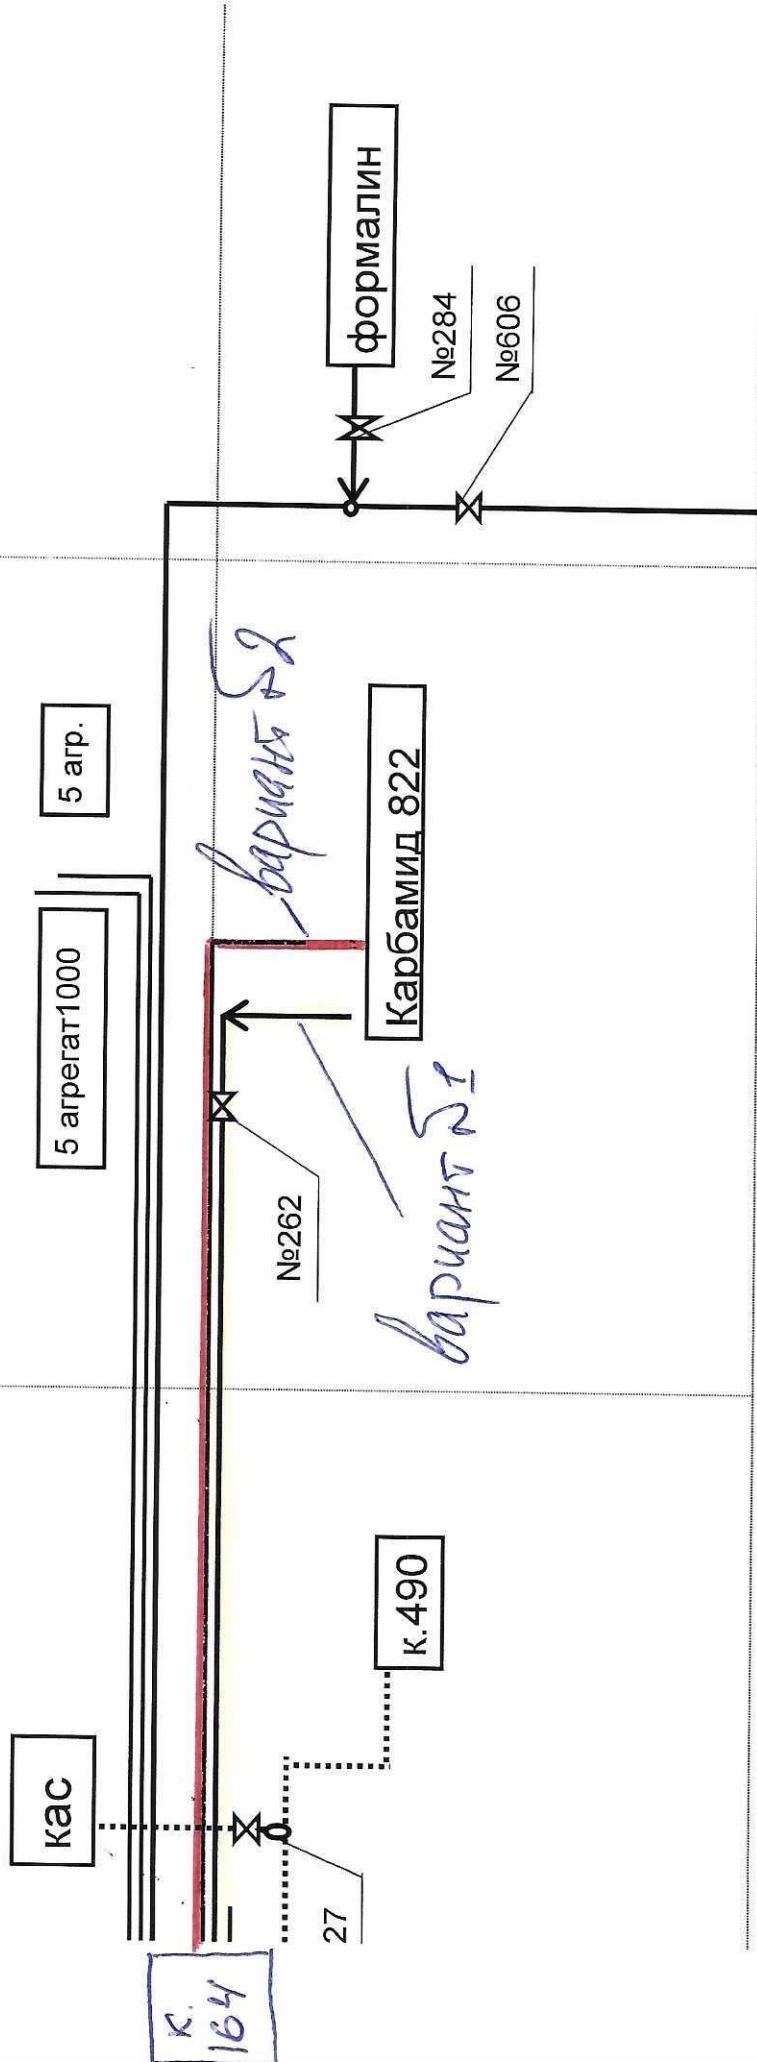 кас
5 агрегат1000
5 агр.
к.
164
27
к.490
№262
вариант №1
вариант №2
Карбамид 822
формалин
№284
№606